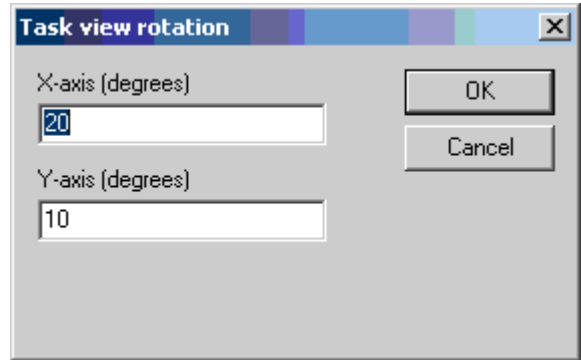 Task view rotation
X-axis (degrees)
20
OK
Cancel
Y-axis (degrees)
10